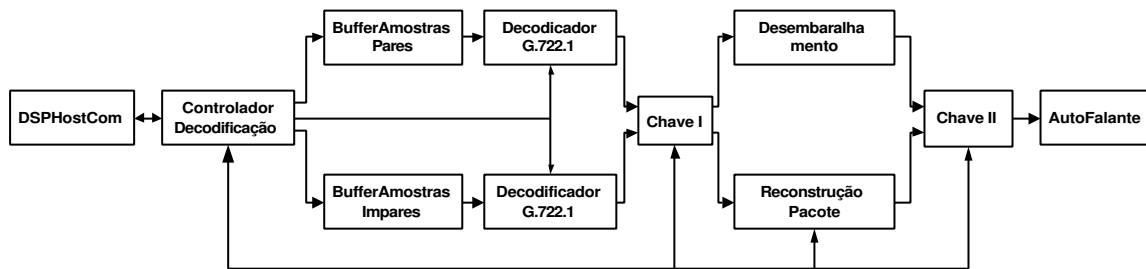 BufferAmostras
Pares
Decodicador
G.722.1
Desembaralha
mento
DSPHostCom
Controlador
Decodificação
Chave I
Chave II
AutoFalante
BufferAmostras
Impares
Decodificador
G.722.1
Reconstrução
Pacote